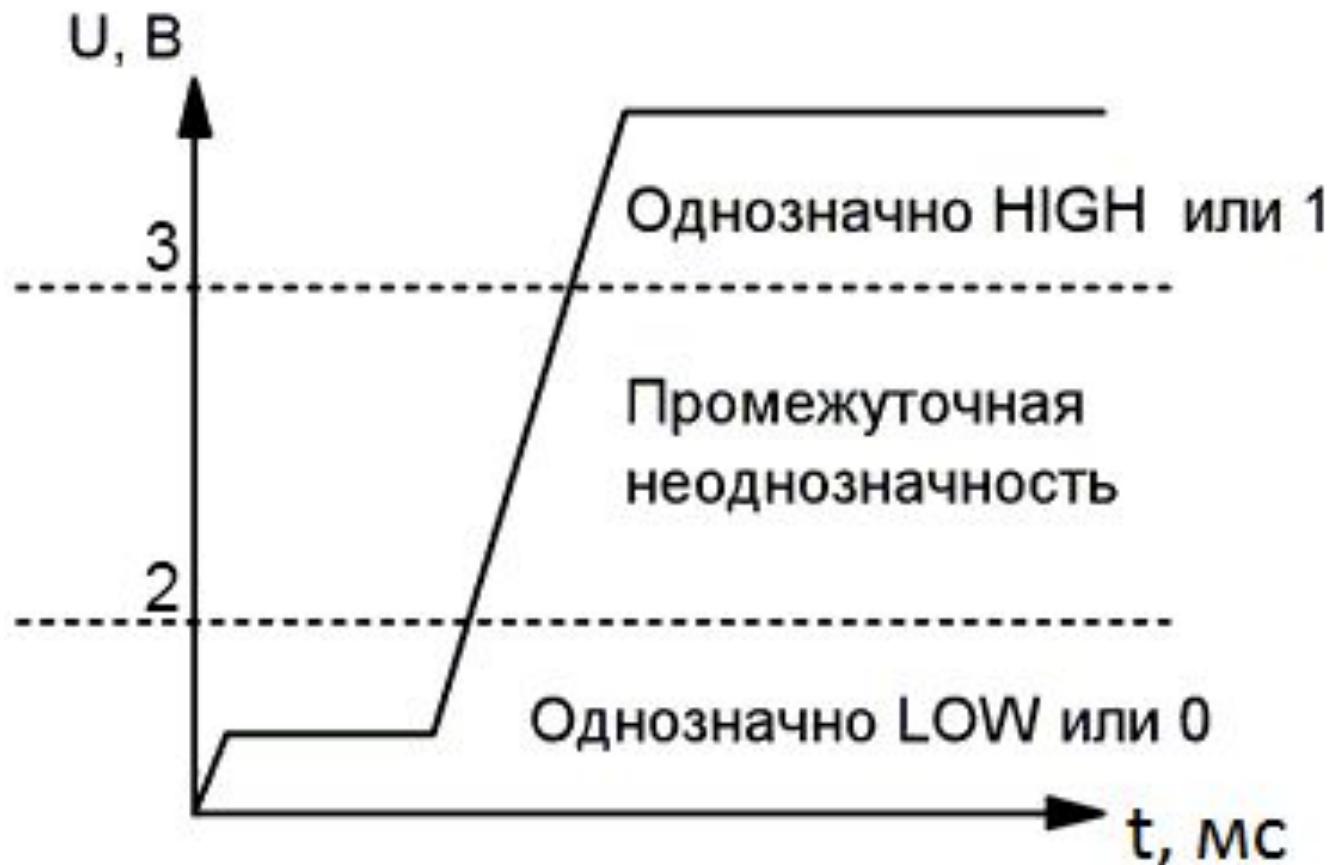 U, В
3
Однозначно HIGH или 1
Промежуточная
неоднозначность
2
Однозначно LOW или 0
t, мс